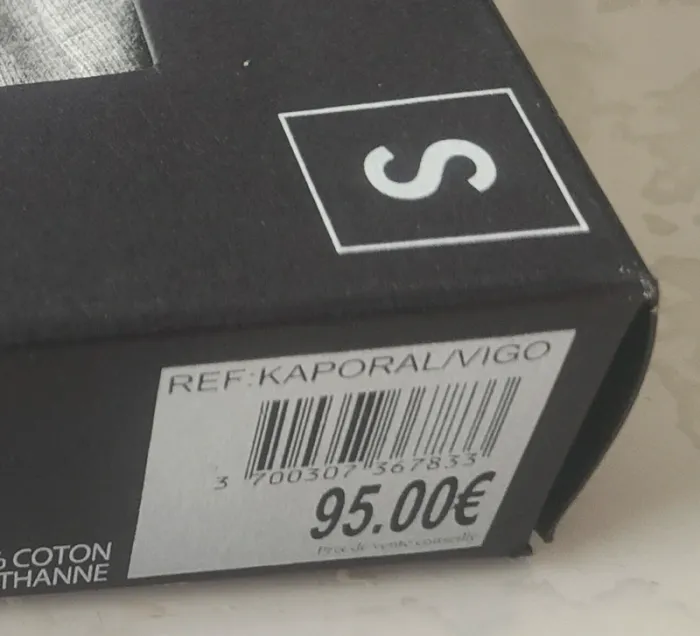 S
REF:KAPORAL/VIGO
3 700307 367833
95.00€
Prix de vente conseillé
% COTON
THANNE